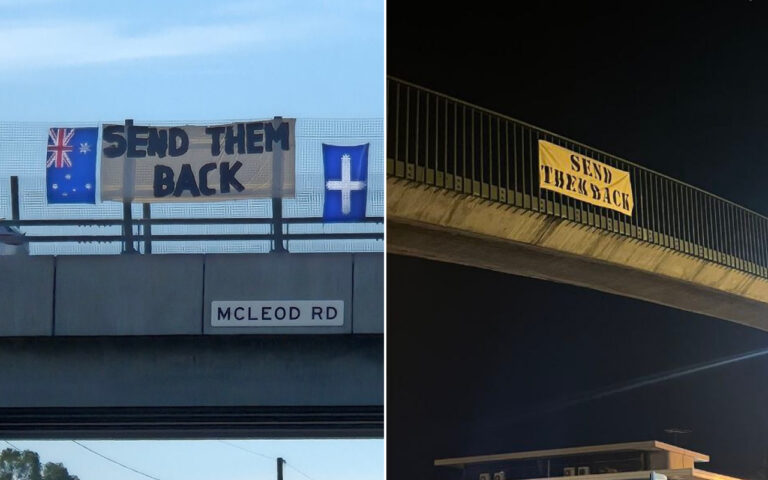 SEND THEM
BACK
MCLEOD RD
SEND
THEM BACK